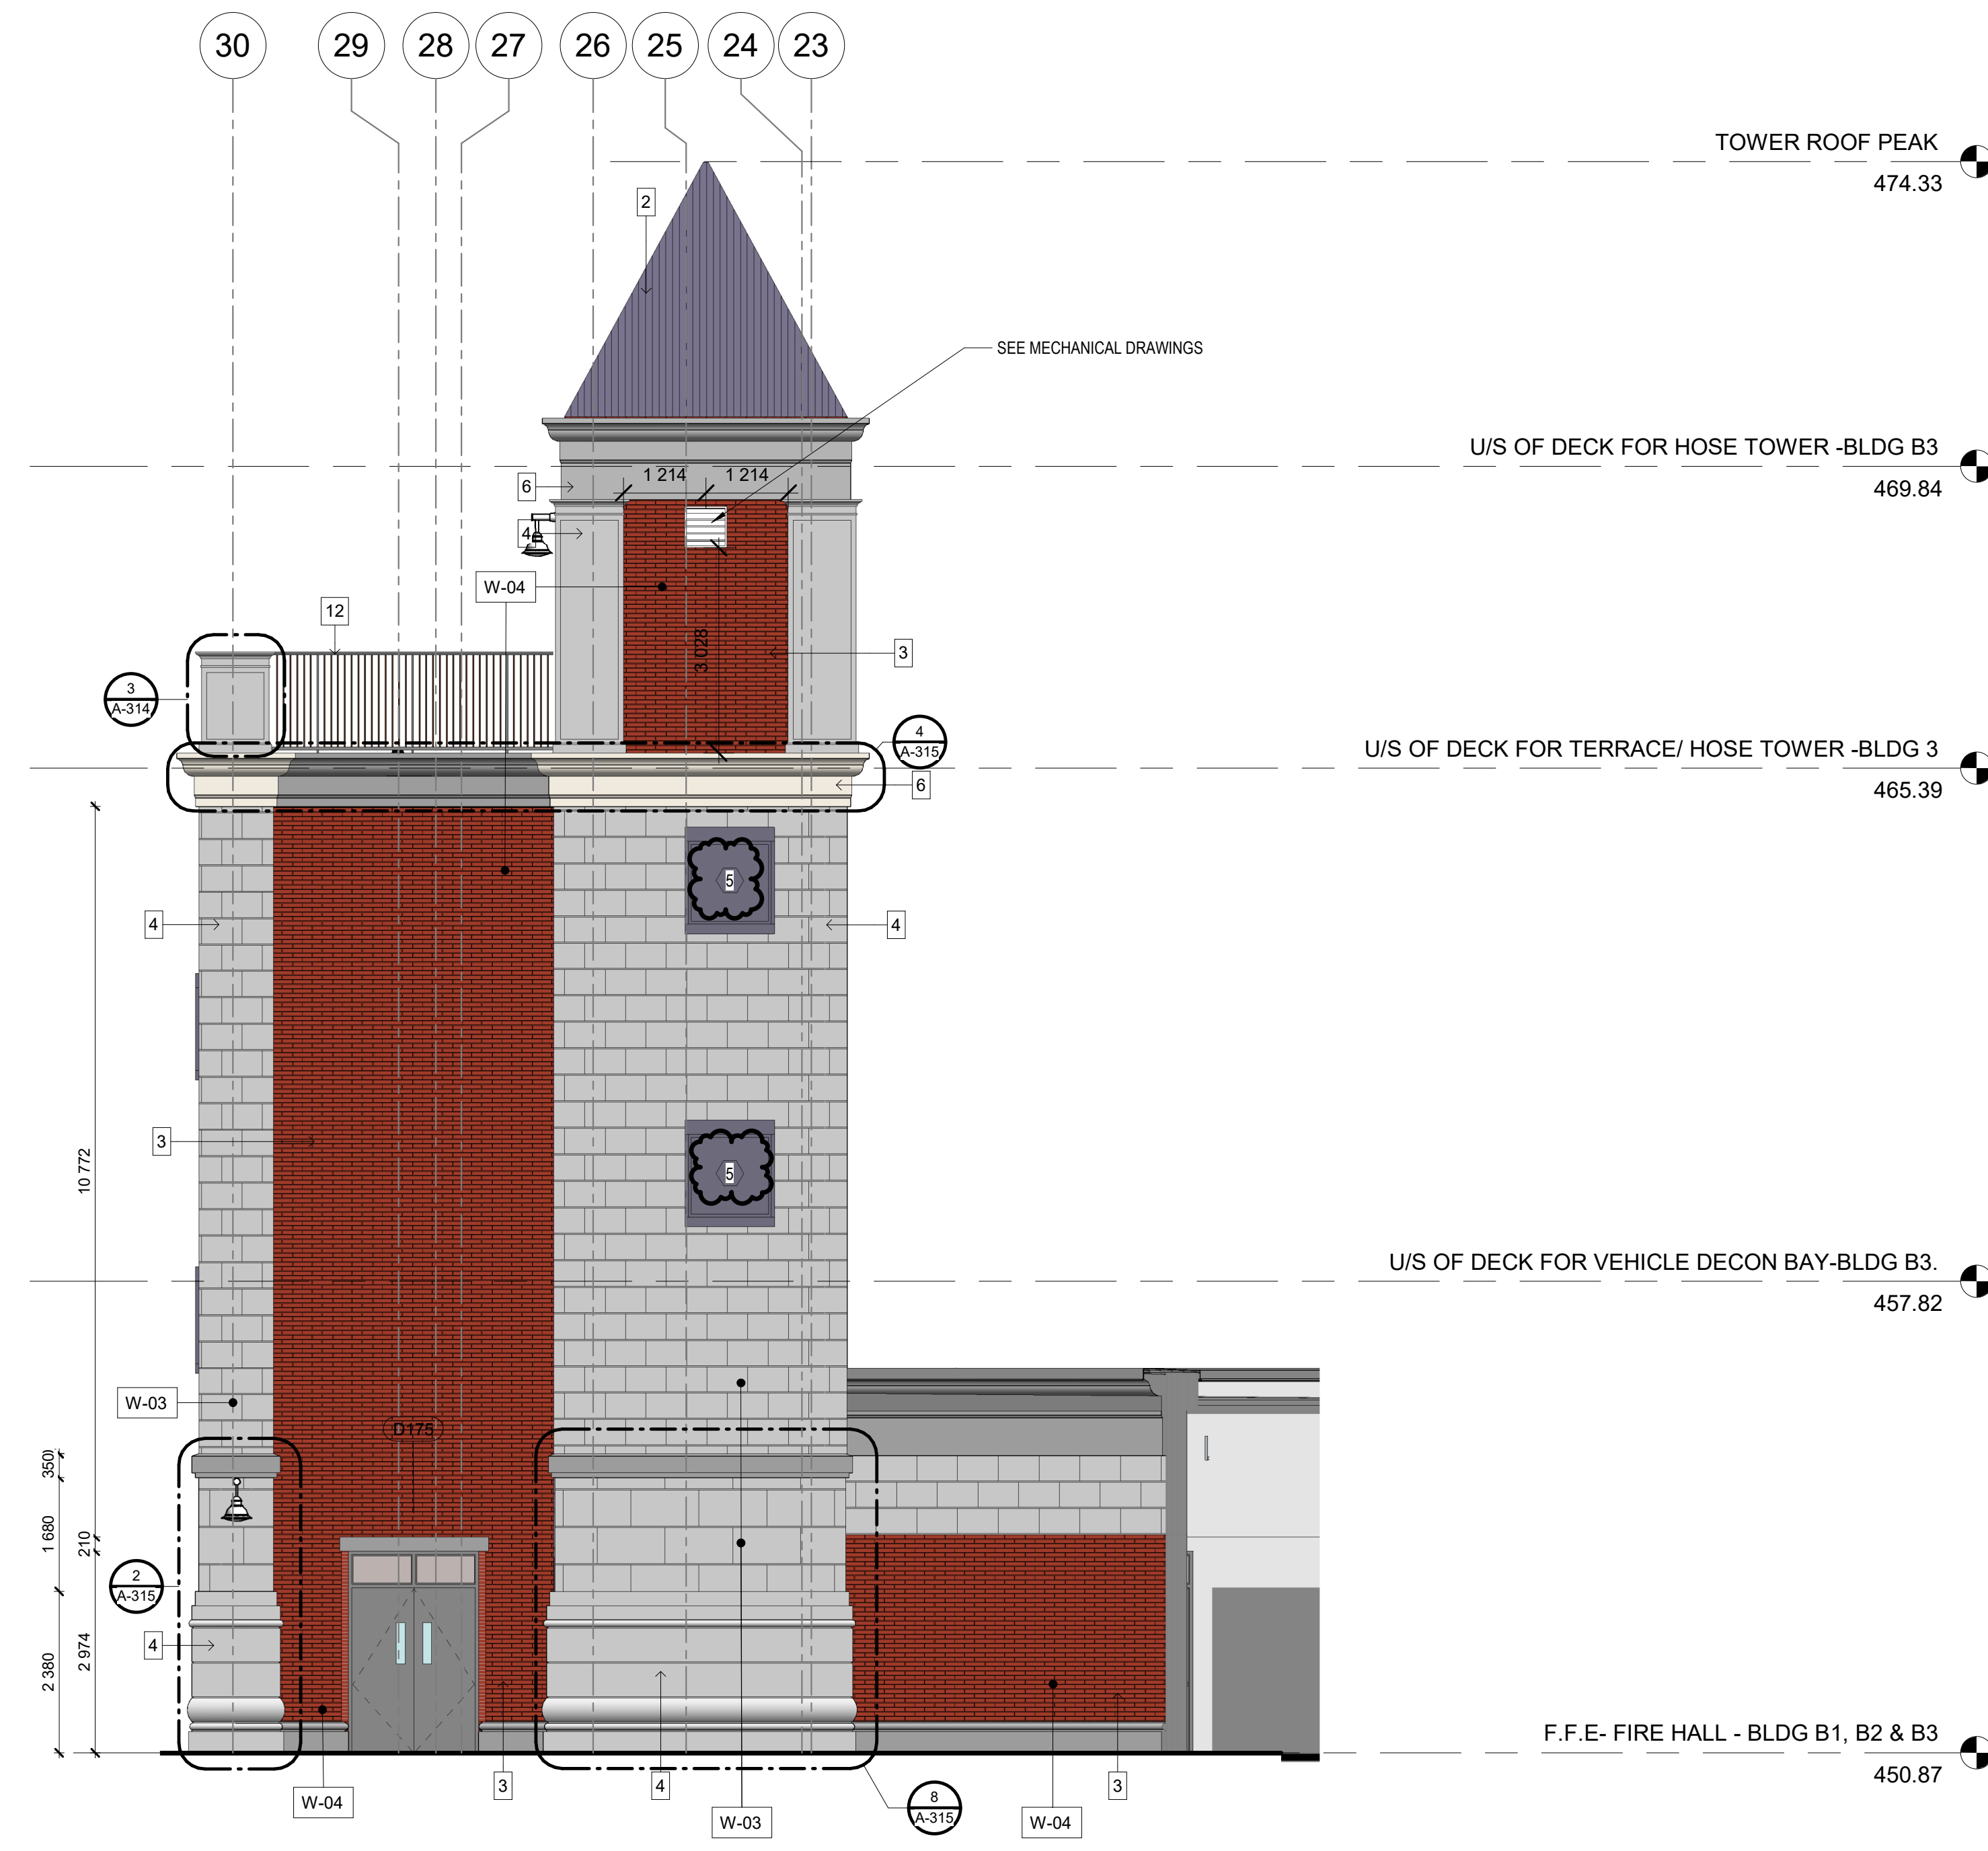 30 29 28 27 26 25 24 23
TOWER ROOF PEAK
474.33
2
SEE MECHANICAL DRAWINGS
U/S OF DECK FOR HOSE TOWER -BLDG B3
469.84
1 214 1 214
6
4
W-04
12
3
3 028
3
A-314
4
A-315
U/S OF DECK FOR TERRACE/ HOSE TOWER -BLDG 3
465.39
6
5
4
4
3
5
10 772
U/S OF DECK FOR VEHICLE DECON BAY-BLDG B3.
457.82
W-03
D175
350
1 680
210
2
A-315
4
2 974
2 380
F.F.E- FIRE HALL - BLDG B1, B2 & B3
450.87
W-04
3
4
W-03
8
A-315
W-04
3